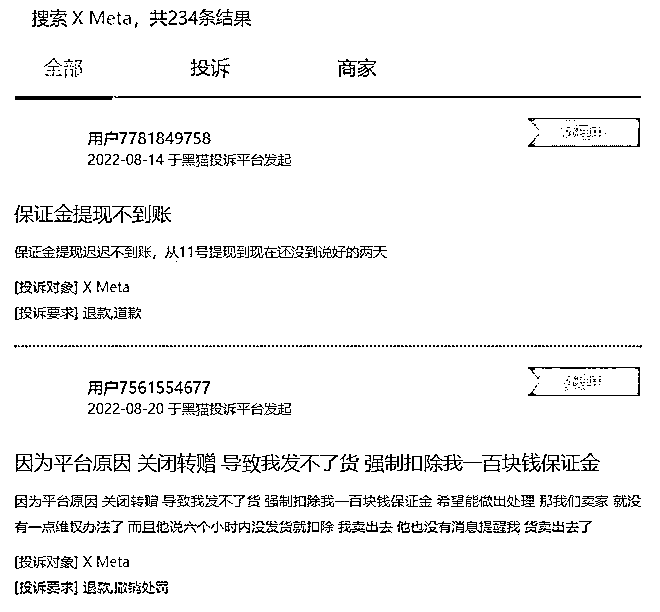 搜索 X Meta，共234条结果
全部 投诉 商家
用户7781849758
2022-08-14 于黑猫投诉平台发起
保证金提现不到账
保证金提现迟迟不到账，从11号提现到现在还没到说好的两天
[投诉对象] X Meta
[投诉要求] 退款,道歉
用户7561554677
2022-08-20 于黑猫投诉平台发起
因为平台原因 关闭转赠 导致我发不了货 强制扣除我一百块钱保证金
因为平台原因 关闭转赠 导致我发不了货 强制扣除我一百块钱保证金 希望能做出处理 那我们卖家 就没
有一点维权办法了 而且他说六个小时内没发货就扣除 我卖出去 他也没有消息提醒我 货卖出去了
[投诉对象] X Meta
[投诉要求] 退款,撤销处罚